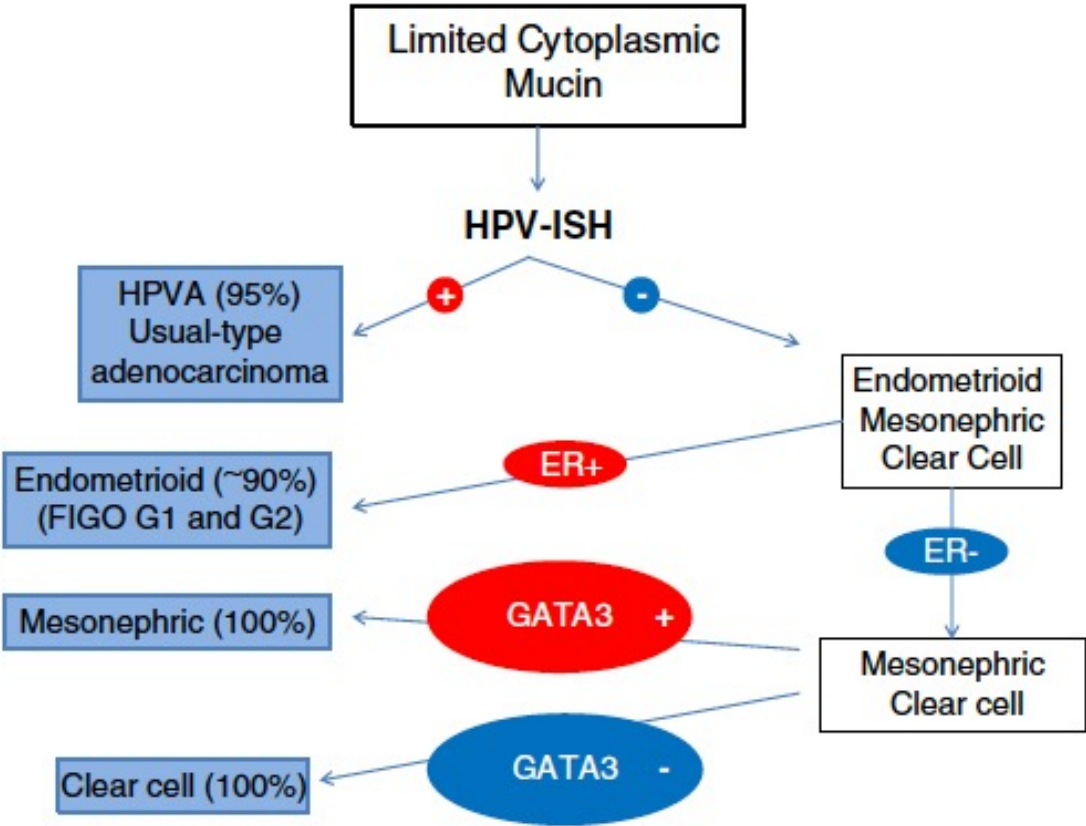 Limited Cytoplasmic
Mucin
HPV-ISH
+
-
HPVA (95%)
Usual-type
adenocarcinoma
Endometrioid
Mesonephric
Clear Cell
ER+
Endometrioid (~90%)
(FIGO G1 and G2)
ER-
GATA3 +
Mesonephric (100%)
Mesonephric
Clear cell
GATA3 -
Clear cell (100%)